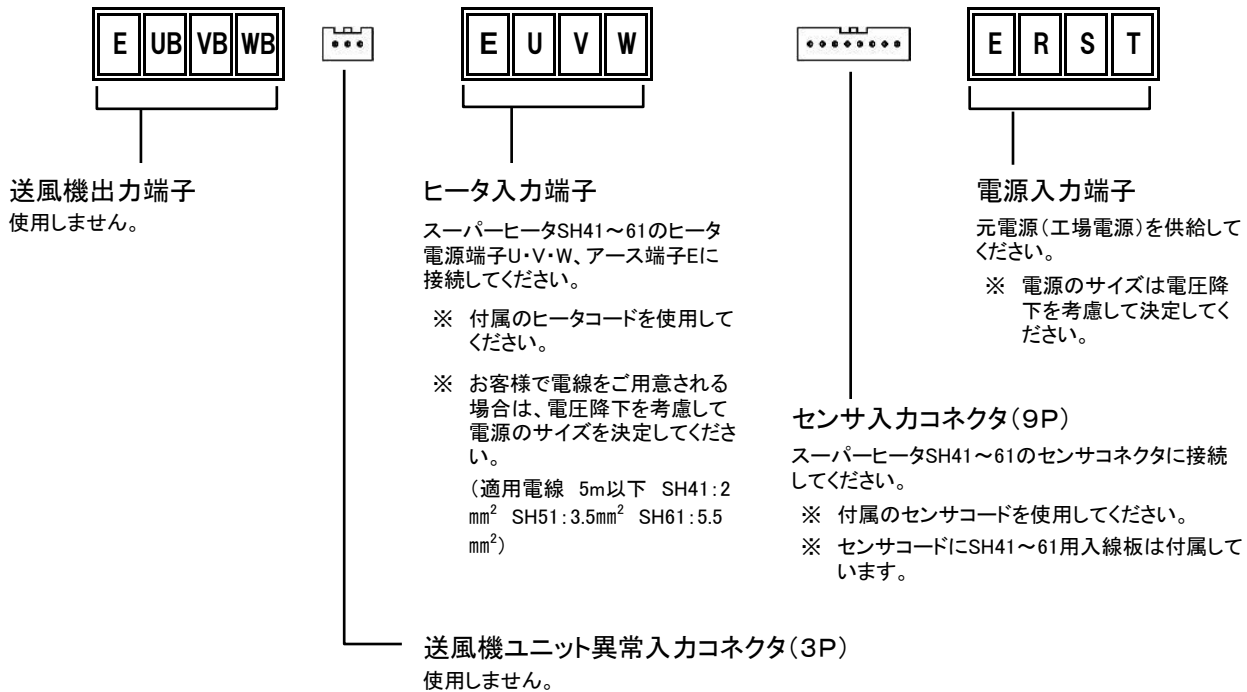 E UB VB WB
E U V W
E R S T
送風機出力端子
使用しません。
ヒータ入力端子
スーパーヒータSH41～61のヒータ
電源端子U・V・W、アース端子Eに
接続してください。
※ 付属のヒータコードを使用して
ください。
※ お客様で電線をご用意される
場合は、電圧降下を考慮して
電源のサイズを決定してくださ
い。
（適用電線 5m以下 SH41：2
mm² SH51：3.5mm² SH61：5.5
mm²）
電源入力端子
元電源（工場電源）を供給して
ください。
※ 電源のサイズは電圧降
下を考慮して決定してく
ださい。
センサ入力コネクタ（9P）
スーパーヒータSH41～61のセンサコネクタに接続
してください。
※ 付属のセンサコードを使用してください。
※ センサコードにSH41～61用入線板は付属して
います。
送風機ユニット異常入力コネクタ（3P）
使用しません。